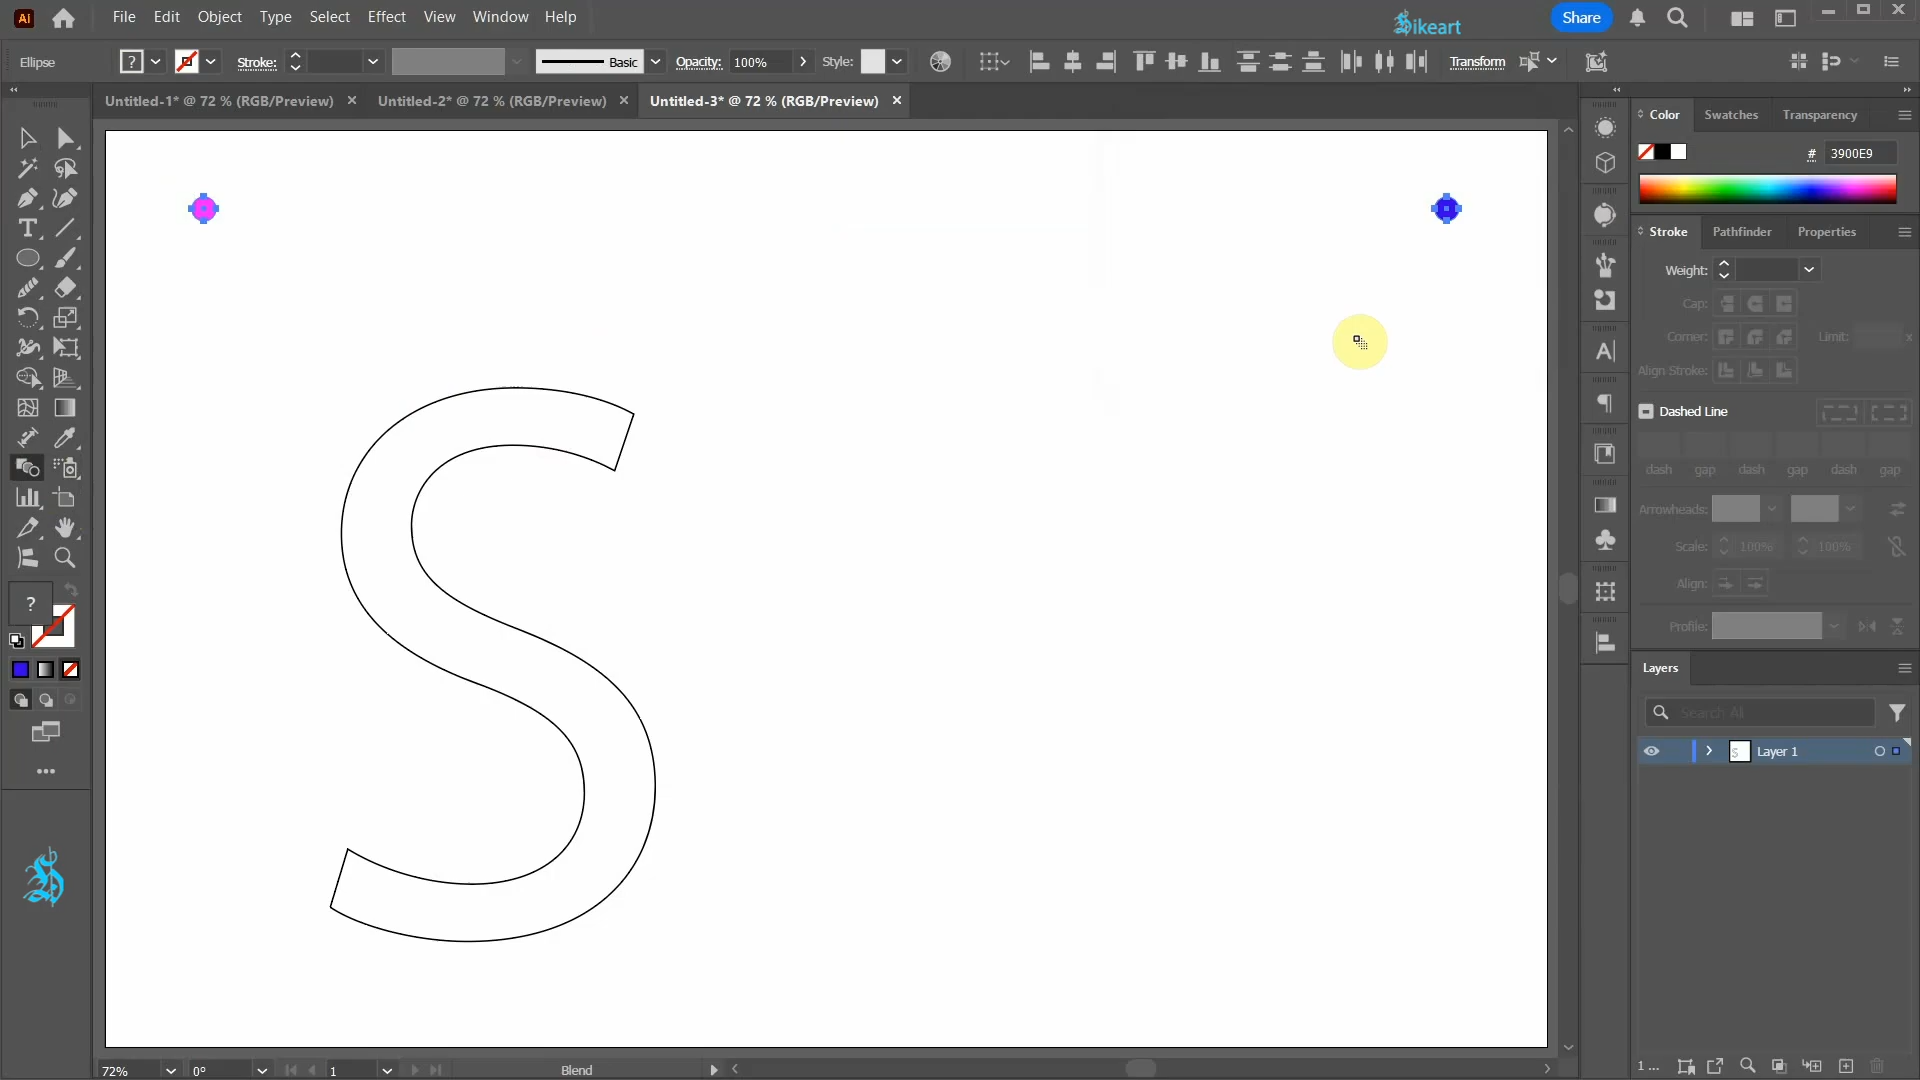 Ai File Edit Object Type Select Effect View Window Help Sikeart Share
Ellipse ? Stroke: Basic Opacity: 100% Style: Transform
Untitled-1* @ 72 % (RGB/Preview) Untitled-2* @ 72 % (RGB/Preview) Untitled-3* @ 72 % (RGB/Preview)
Color Swatches Transparency
# 3900E9
Stroke Pathfinder Properties
Weight:
Cap:
Corner: Limit: x
Align Stroke:
Dashed Line
dash gap dash gap dash gap
Arrowheads:
Scale: 100% 100%
Align:
Profile:
S
?
Layers
Search All
Layer 1
72% 0° 1 Blend 1 ...